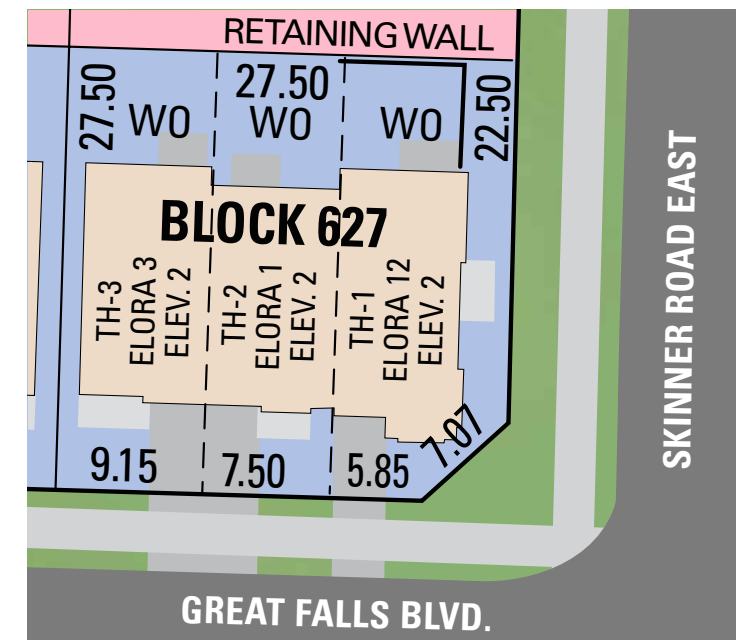 RETAINING WALL
27.50
27.50
22.50
WO
WO
WO
BLOCK 627
TH-3
ELORA 3
ELEV. 2
TH-2
ELORA 1
ELEV. 2
TH-1
ELORA 12
ELEV. 2
9.15
7.50
5.85
7.07
SKINNER ROAD EAST
GREAT FALLS BLVD.